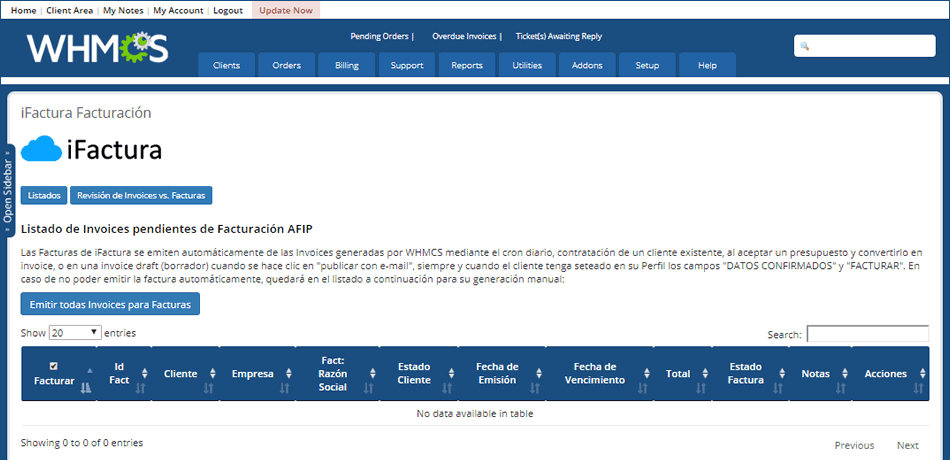 Home | Client Area | My Notes | My Account | Logout Update Now
WHMCS
Pending Orders | Overdue Invoices | Ticket(s) Awaiting Reply
Clients Orders Billing Support Reports Utilities Addons Setup Help
» Open Sidebar »
iFactura Facturación
iFactura
Listados Revisión de Invoices vs. Facturas
Listado de Invoices pendientes de Facturación AFIP
Las Facturas de iFactura se emiten automáticamente de las Invoices generadas por WHMCS mediante el cron diario, contratación de un cliente existente, al aceptar un presupuesto y convertirlo en
invoice, o en una invoice draft (borrador) cuando se hace clic en "publicar con e-mail", siempre y cuando el cliente tenga seteado en su Perfil los campos "DATOS CONFIRMADOS" y "FACTURAR". En
caso de no poder emitir la factura automáticamente, quedará en el listado a continuación para su generación manual:
Emitir todas Invoices para Facturas
Show 20 entries Search:
Facturar
Id
Fact
Cliente
Empresa
Fact:
Razón
Social
Estado
Cliente
Fecha de
Emisión
Fecha de
Vencimiento
Total
Estado
Factura
Notas
Acciones
No data available in table
Showing 0 to 0 of 0 entries Previous Next